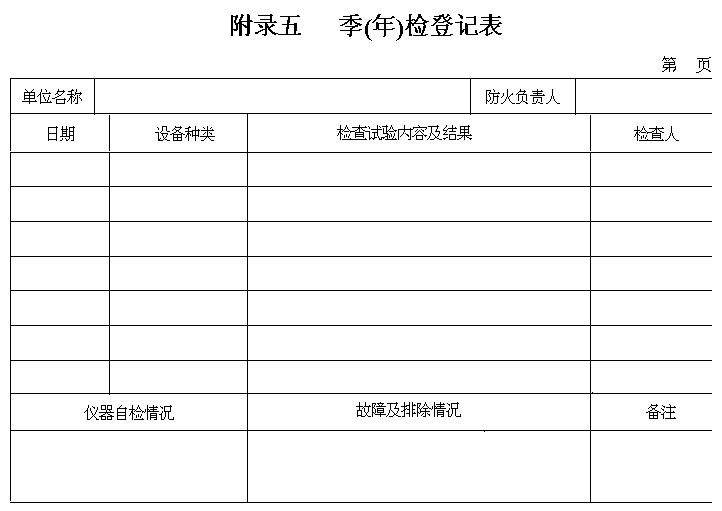 附录五 季(年)检登记表
第 页
单位名称 防火负责人
日期 设备种类 检查试验内容及结果 检查人
仪器自检情况 故障及排除情况 备注